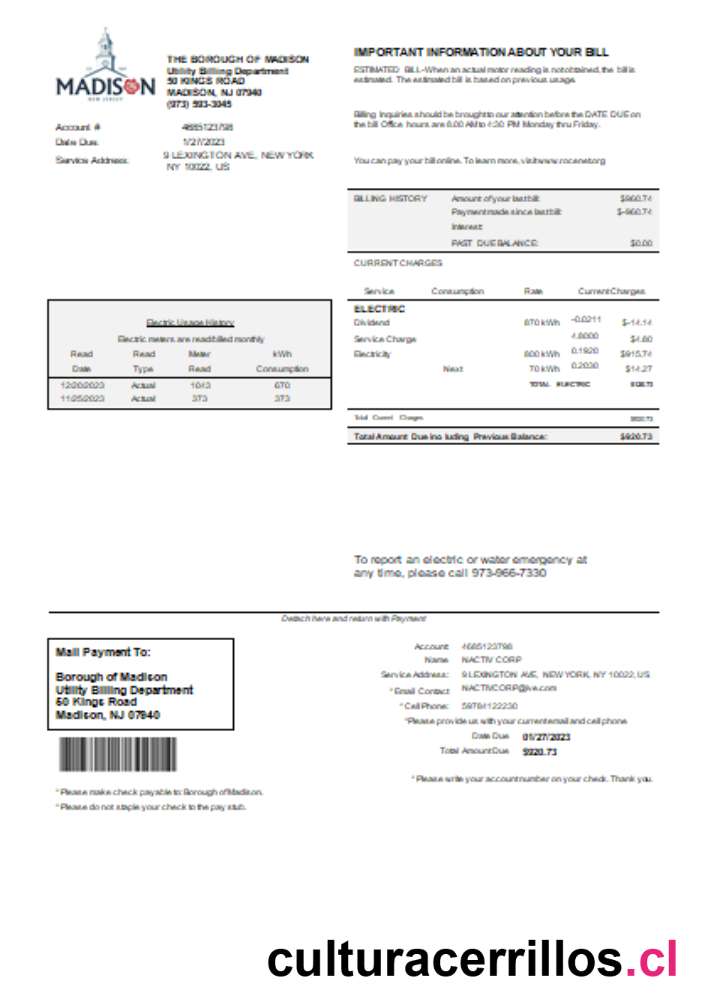 MADISON
NEW JERSEY
THE BOROUGH OF MADISON
Utility Billing Department
50 KINGS ROAD
MADISON, NJ 07940
(973) 593-3045
Account #: 4685123798
Date Due: 1/27/2023
Service Address: 9 LEXINGTON AVE, NEW YORK
NY 10022, US
IMPORTANT INFORMATION ABOUT YOUR BILL
ESTIMATED BILL-When an actual motor reading is not obtained, the bill is
estimated. The estimated bill is based on previous usage.
Billing Inquiries should be brought to our attention before the DATE DUE on
the bill Office hours are 8.00 AM to 4:30 PM Monday thru Friday.
You can pay your bill online. To learn more, visit www.rocenet.org
BILLING HISTORY Amount of your last bill: $960.74
Payment made since last bill: $-960.74
Interest:
PAST DUE BALANCE: $0.00
CURRENT CHARGES
Service Consumption Rate Current Charges
ELECTRIC
Dividend 870 kWh -0.0211 $-14.14
Service Charge 4.8000 $4.80
Electricity 800 kWh 0.1920 $915.74
Next 70 kWh 0.2030 $14.27
TOTAL ELECTRIC
Total Current Charges
Total Amount Due inc luding Previous Balance: $920.73
Electric Usage History
Electric meters are read/billed monthly
Read Read Meter kWh
Date Type Read Consumption
12/20/2023 Actual 1043 670
11/25/2023 Actual 373 373
To report an electric or water emergency at
any time, please call 973-966-7330
Detach here and return with Payment
Mail Payment To:
Borough of Madison
Utility Billing Department
50 Kings Road
Madison, NJ 07940
* Please make check payable to: Borough of Madison.
* Please do not staple your check to the pay stub.
Account: 4685123798
Name: NACTIV CORP
Service Address: 9 LEXINGTON AVE, NEW YORK, NY 10022, US
* Email Contact: NACTIVCORP@live.com
* Cell Phone: 59764122230
*Please provide us with your current email and cell phone
Date Due 01/27/2023
Total Amount Due $920.73
* Please write your account number on your check. Thank you.
culturacerrillos.cl